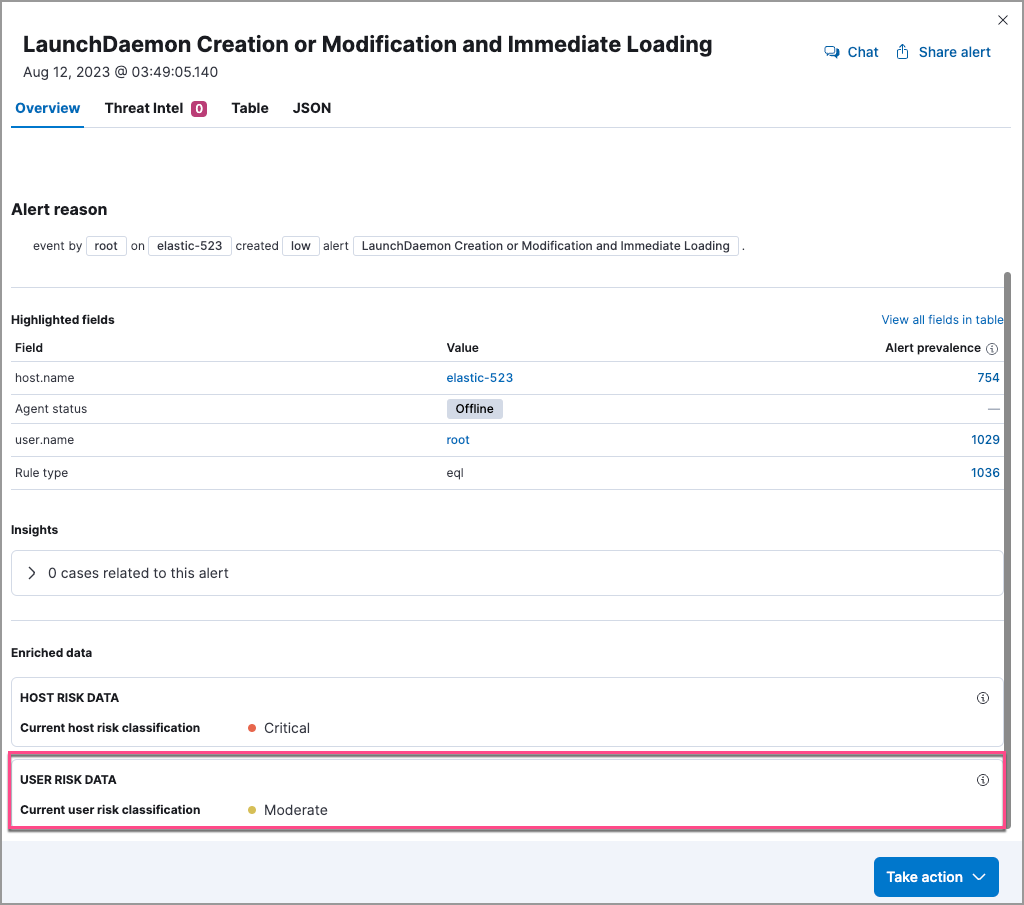 LaunchDaemon Creation or Modification and Immediate Loading
Chat
Share alert
Aug 12, 2023 @ 03:49:05.140
Overview Threat Intel 0 Table JSON
Alert reason
event by root on elastic-523 created low alert LaunchDaemon Creation or Modification and Immediate Loading .
Highlighted fields View all fields in table
Field Value Alert prevalence
host.name elastic-523 754
Agent status Offline —
user.name root 1029
Rule type eql 1036
Insights
0 cases related to this alert
Enriched data
HOST RISK DATA
Current host risk classification Critical
USER RISK DATA
Current user risk classification Moderate
Take action